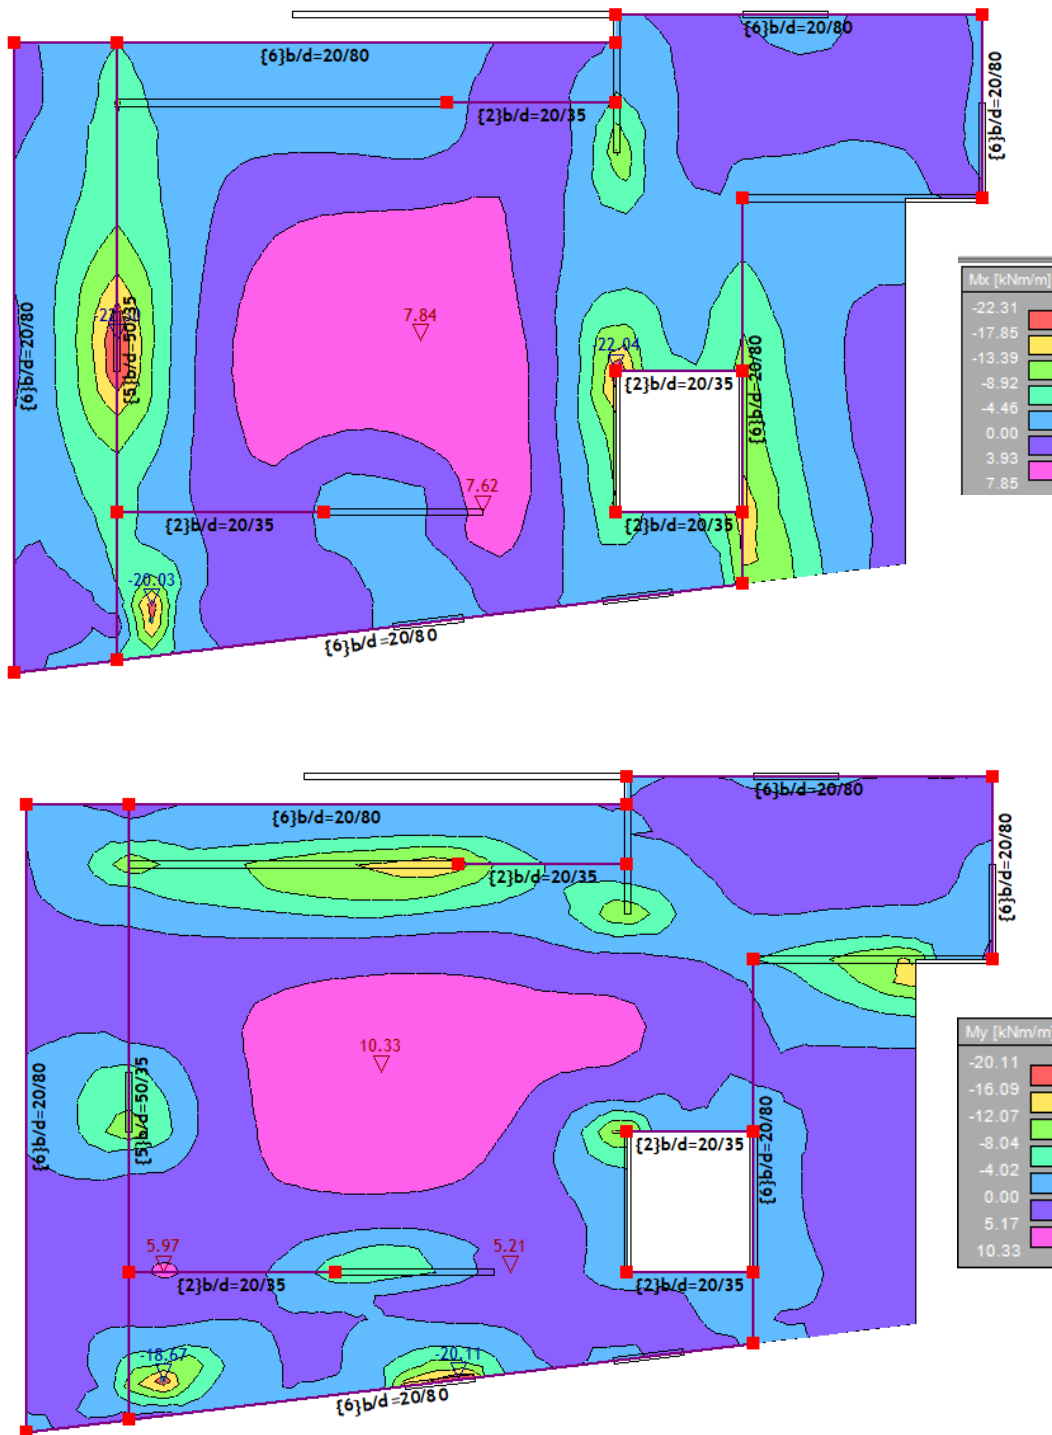 {6}b/d=20/80
{6}b/d=20/80
{6}b/d=20/80
{2}b/d=20/35
Mx [kNm/m]
-22.31
-17.85
-13.39
-8.92
-4.46
0.00
3.93
7.85
{6}b/d=20/80
{5}b/d=50/35
7.84
-22.04
{2}b/d=20/35
{6}b/d=20/80
7.62
{2}b/d=20/35
{2}b/d=20/35
-20.03
{6}b/d=20/80
{6}b/d=20/80
{6}b/d=20/80
{6}b/d=20/80
{2}b/d=20/35
10.33
My [kNm/m]
-20.11
-16.09
-12.07
-8.04
-4.02
0.00
5.17
10.33
{6}b/d=20/80
{5}b/d=50/35
{2}b/d=20/35
{6}b/d=20/80
5.97
5.21
{2}b/d=20/35
{2}b/d=20/35
-18.67
-20.11
{6}b/d=20/80